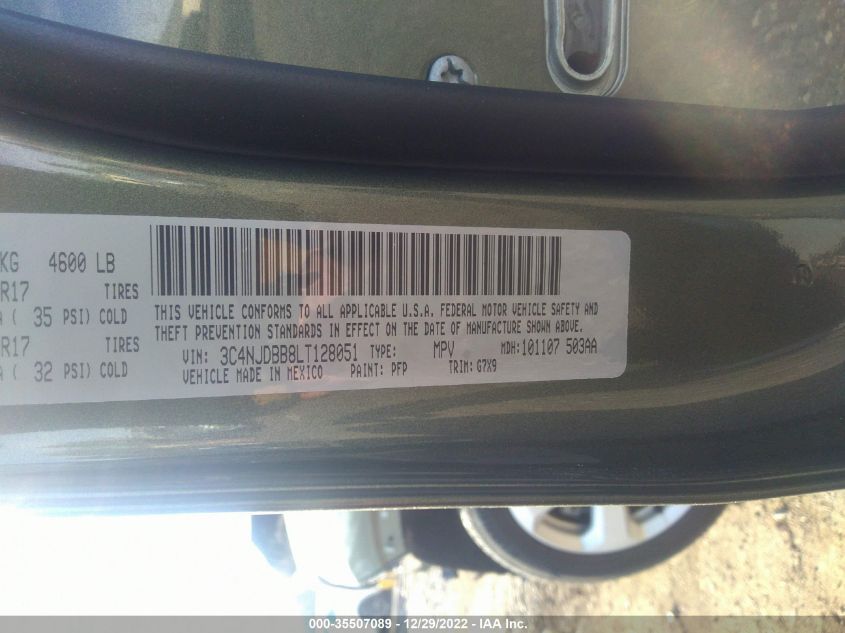 KG 4600 LB
R17 TIRES
A ( 35 PSI) COLD
R17 TIRES
A ( 32 PSI) COLD
THIS VEHICLE CONFORMS TO ALL APPLICABLE U.S.A. FEDERAL MOTOR VEHICLE SAFETY AND
THEFT PREVENTION STANDARDS IN EFFECT ON THE DATE OF MANUFACTURE SHOWN ABOVE.
VIN: 3C4NJDBB8LT128051 TYPE: MPV MDH: 101107 503AA
VEHICLE MADE IN MEXICO PAINT: PFP TRIM: G7X9
000-35507089 - 12/29/2022 - IAA Inc.